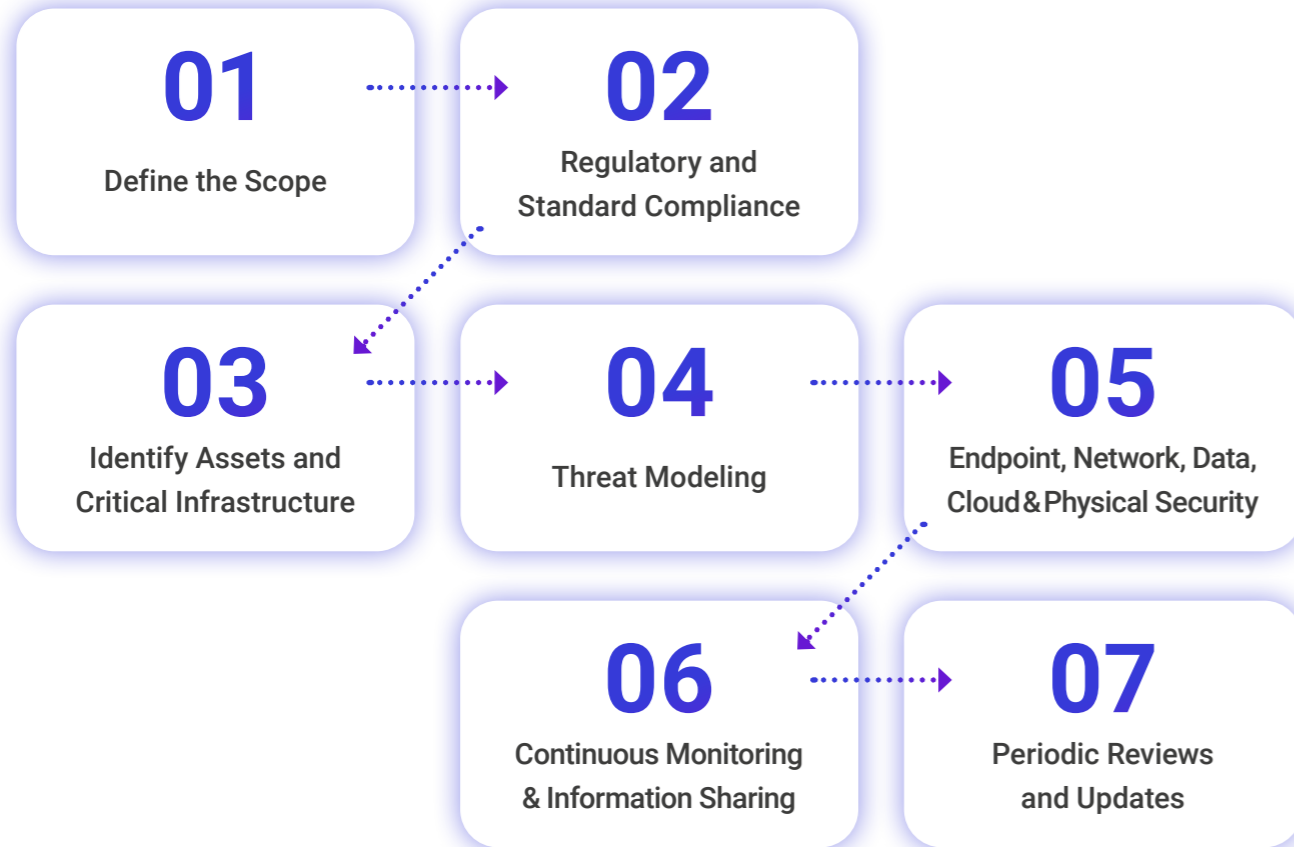 01
Define the Scope
02
Regulatory and
Standard Compliance
03
Identify Assets and
Critical Infrastructure
04
Threat Modeling
05
Endpoint, Network, Data,
Cloud & Physical Security
06
Continuous Monitoring
& Information Sharing
07
Periodic Reviews
and Updates